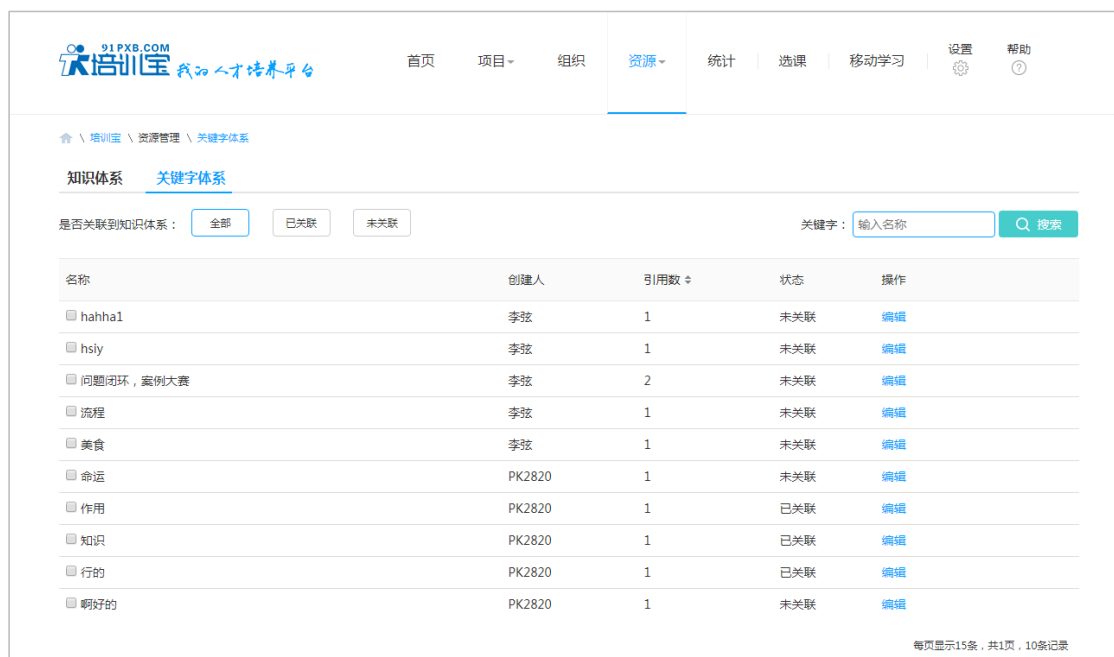 91PXB.COM
培训宝 我的人才培养平台
首页 项目 组织 资源 统计 选课 移动学习 设置 帮助
\ 培训宝 \ 资源管理 \ 关键字体系
知识体系 关键字体系
是否关联到知识体系： 全部 已关联 未关联 关键字： 输入名称 搜索
名称 创建人 引用数 状态 操作
hahha1 李弦 1 未关联 编辑
hsiy 李弦 1 未关联 编辑
问题闭环，案例大赛 李弦 2 未关联 编辑
流程 李弦 1 未关联 编辑
美食 李弦 1 未关联 编辑
命运 PK2820 1 未关联 编辑
作用 PK2820 1 已关联 编辑
知识 PK2820 1 已关联 编辑
行的 PK2820 1 已关联 编辑
啊好的 PK2820 1 未关联 编辑
每页显示15条，共1页，10条记录